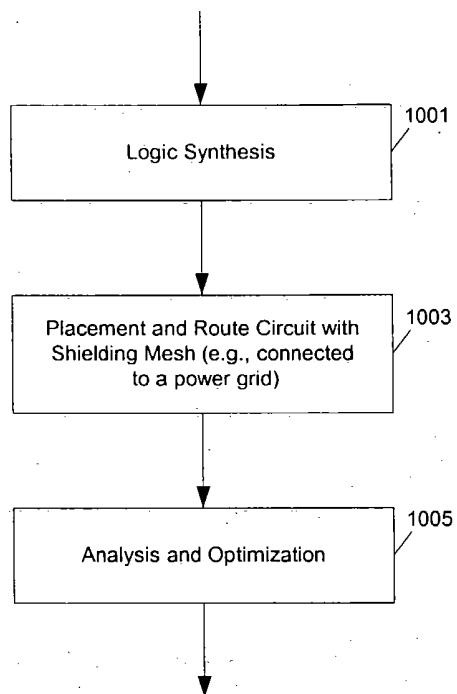 1001
Logic Synthesis
1003
Placement and Route Circuit with
Shielding Mesh (e.g., connected
to a power grid)
1005
Analysis and Optimization